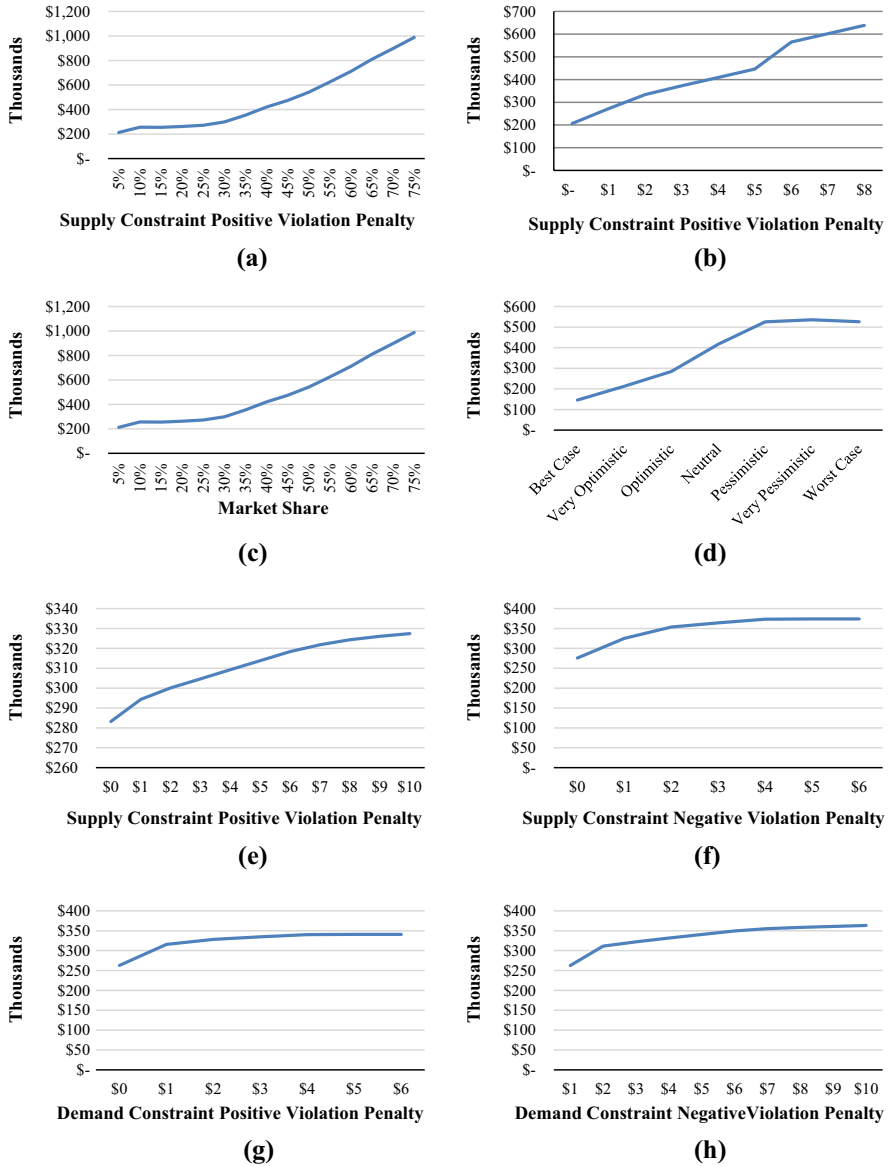 Thousands
$1,200
$1,000
$800
$600
$400
$200
$-
5%
10%
15%
20%
25%
30%
35%
40%
45%
50%
55%
60%
65%
70%
75%
Supply Constraint Positive Violation Penalty
(a)
Thousands
$700
$600
$500
$400
$300
$200
$100
$-
$- $1 $2 $3 $4 $5 $6 $7 $8
Supply Constraint Positive Violation Penalty
(b)
Thousands
$1,200
$1,000
$800
$600
$400
$200
$-
5%
10%
15%
20%
25%
30%
35%
40%
45%
50%
55%
60%
65%
70%
75%
Market Share
(c)
Thousands
$600
$500
$400
$300
$200
$100
$-
Best Case
Very Optimistic
Optimistic
Neutral
Pessimistic
Very Pessimistic
Worst Case
(d)
Thousands
$340
$330
$320
$310
$300
$290
$280
$270
$260
$0 $1 $2 $3 $4 $5 $6 $7 $8 $9 $10
Supply Constraint Positive Violation Penalty
(e)
Thousands
$400
$350
$300
$250
$200
$150
$100
$50
$-
$0 $1 $2 $3 $4 $5 $6
Supply Constraint Negative Violation Penalty
(f)
Thousands
$400
$350
$300
$250
$200
$150
$100
$50
$-
$0 $1 $2 $3 $4 $5 $6
Demand Constraint Positive Violation Penalty
(g)
Thousands
$400
$350
$300
$250
$200
$150
$100
$50
$-
$1 $2 $3 $4 $5 $6 $7 $8 $9 $10
Demand Constraint NegativeViolation Penalty
(h)